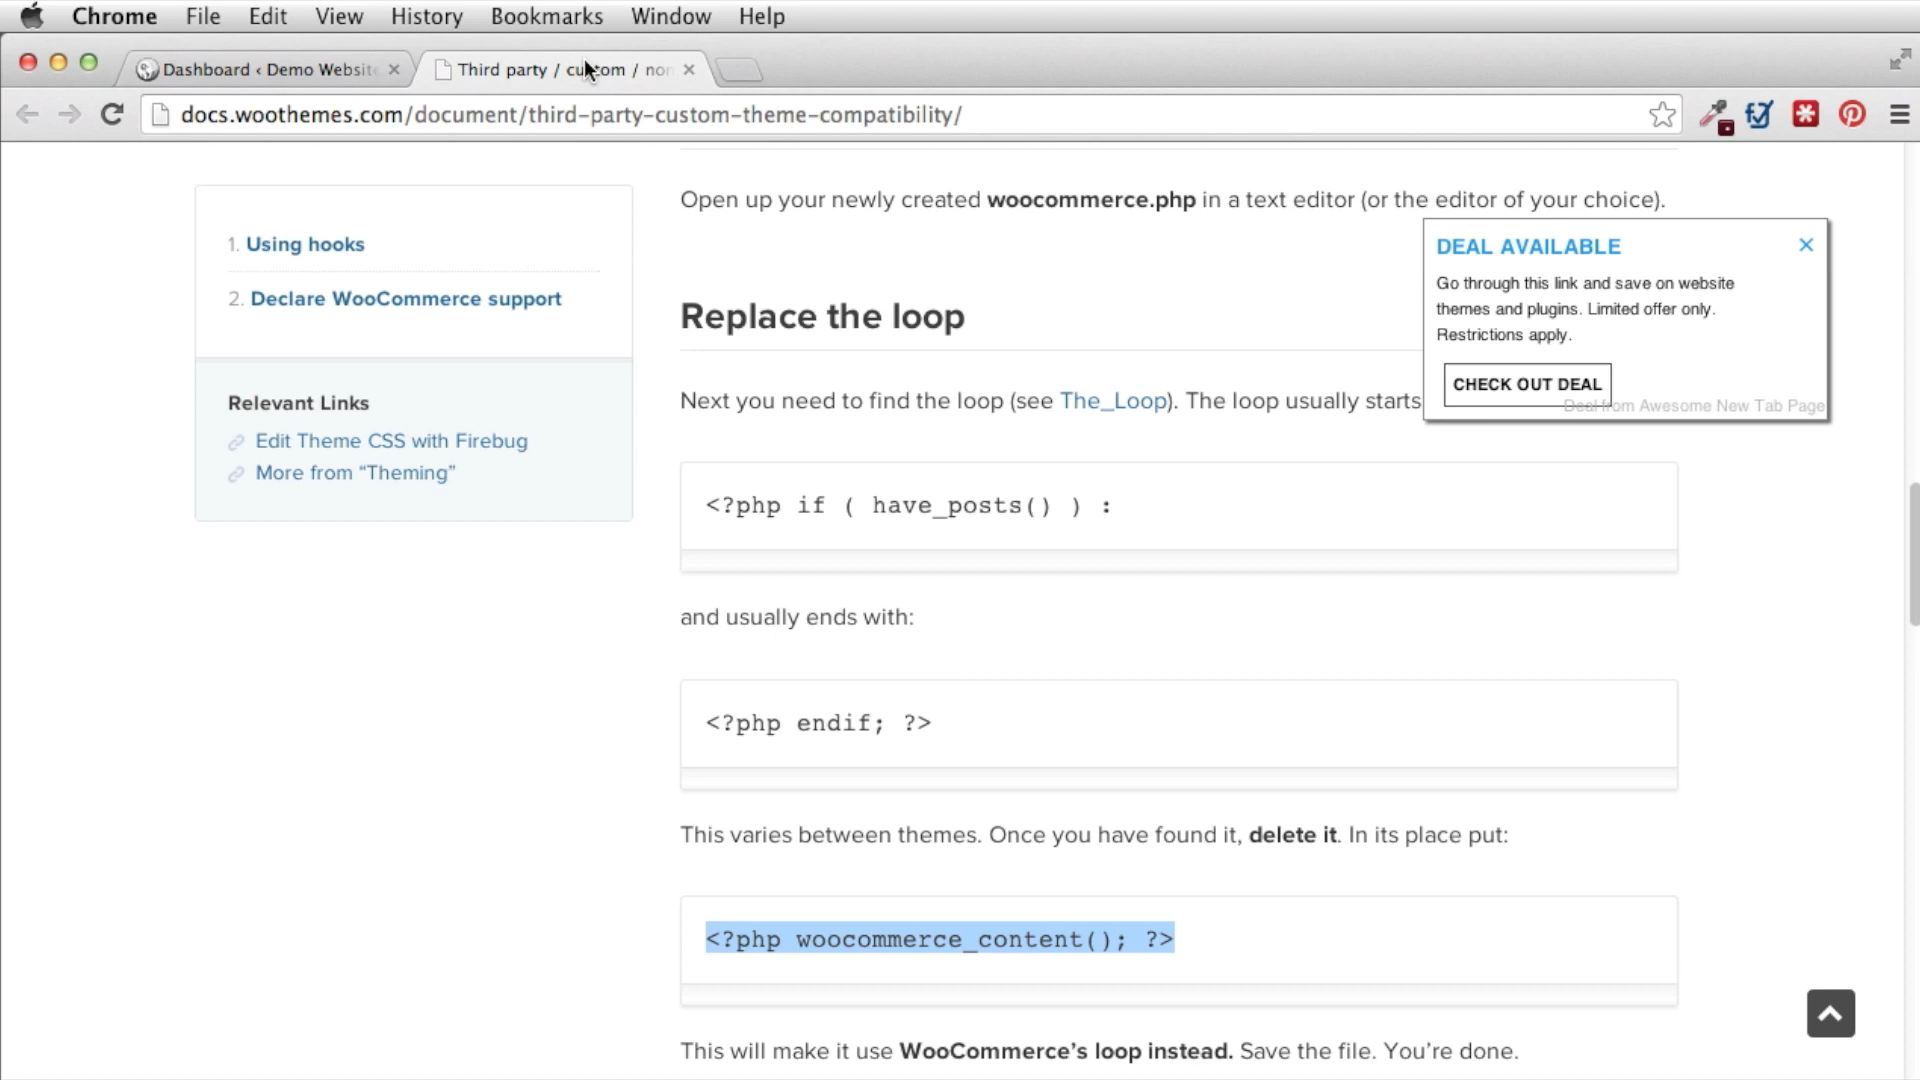 Chrome File Edit View History Bookmarks Window Help
Dashboard ‹ Demo Websit
Third party / custom / non
docs.woothemes.com/document/third-party-custom-theme-compatibility/
1. Using hooks
2. Declare WooCommerce support
Relevant Links
Edit Theme CSS with Firebug
More from “Theming”
Open up your newly created woocommerce.php in a text editor (or the editor of your choice).
Replace the loop
Next you need to find the loop (see The_Loop). The loop usually starts
DEAL AVAILABLE
Go through this link and save on website
themes and plugins. Limited offer only.
Restrictions apply.
CHECK OUT DEAL
Deal from Awesome New Tab Page
<?php if ( have_posts() ) :
and usually ends with:
<?php endif; ?>
This varies between themes. Once you have found it, delete it. In its place put:
<?php woocommerce_content(); ?>
This will make it use WooCommerce’s loop instead. Save the file. You’re done.